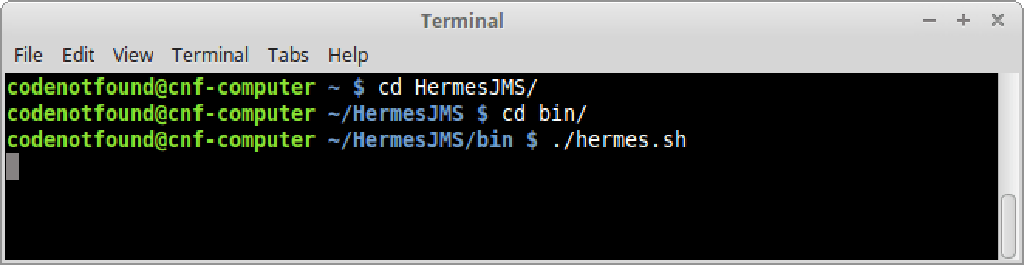 Terminal
File Edit View Terminal Tabs Help
codenotfound@cnf-computer ~ $ cd HermesJMS/
codenotfound@cnf-computer ~/HermesJMS $ cd bin/
codenotfound@cnf-computer ~/HermesJMS/bin $ ./hermes.sh